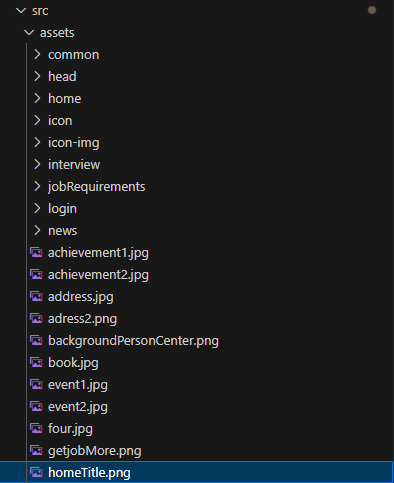 src
assets
common
head
home
icon
icon-img
interview
jobRequirements
login
news
achievement1.jpg
achievement2.jpg
address.jpg
adress2.png
backgroundPersonCenter.png
book.jpg
event1.jpg
event2.jpg
four.jpg
getjobMore.png
homeTitle.png